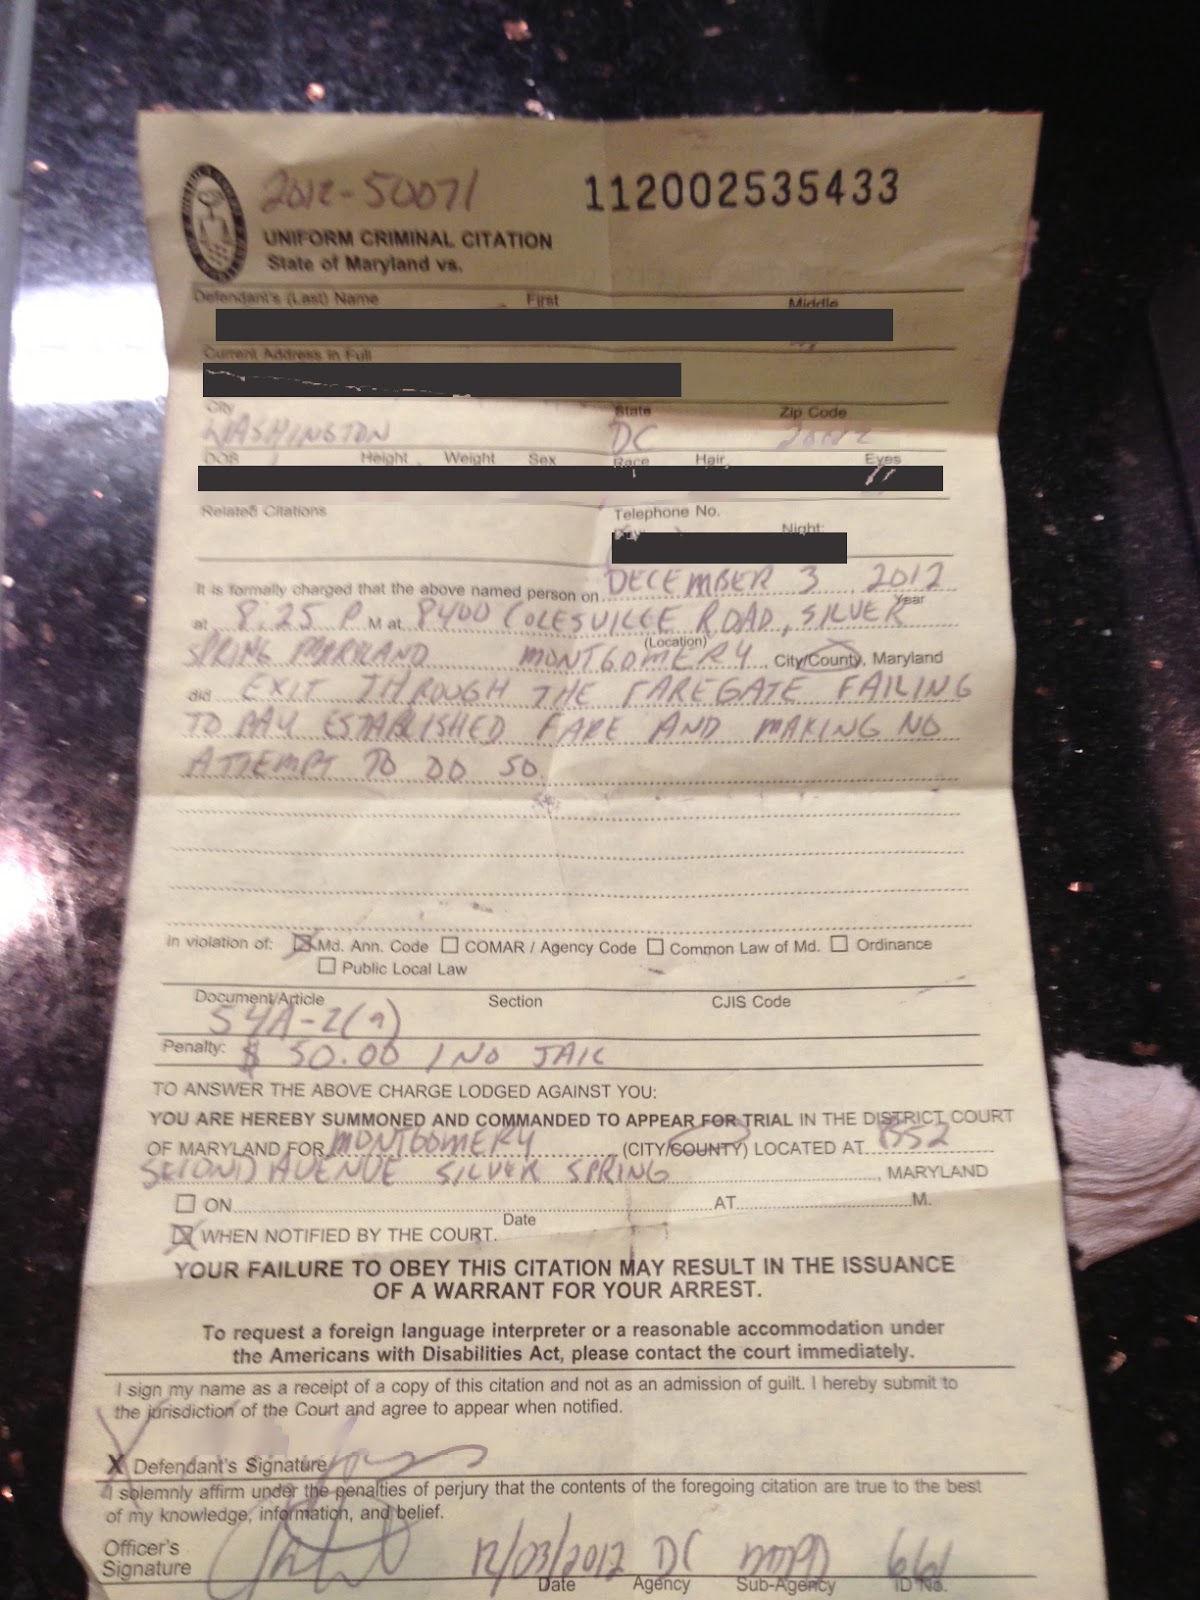 2012-50071 112002535433
UNIFORM CRIMINAL CITATION
State of Maryland vs.
Defendant's (Last) Name First Middle
Current Address in Full
City State Zip Code
WASHINGTON DC
DOB Height Weight Sex Race Hair Eyes
Related Citations Telephone No.
Day Night:
It is formally charged that the above named person on DECEMBER 3 2012
Year
at 8:25 P M at 8400 COLESVILLE ROAD, SILVER
(Location)
SPRING MARYLAND MONTGOMERY City/County, Maryland
did EXIT THROUGH THE FAREGATE FAILING
TO PAY ESTABLISHED FARE AND MAKING NO
ATTEMPT TO DO SO.
In violation of: Md. Ann. Code COMAR / Agency Code Common Law of Md. Ordinance
Public Local Law
Document/Article Section CJIS Code
54A-2(a)
Penalty: $ 50.00 / NO JAIL
TO ANSWER THE ABOVE CHARGE LODGED AGAINST YOU:
YOU ARE HEREBY SUMMONED AND COMMANDED TO APPEAR FOR TRIAL IN THE DISTRICT COURT
OF MARYLAND FOR MONTGOMERY (CITY/COUNTY) LOCATED AT 8552
SECOND AVENUE SILVER SPRING, MARYLAND
ON AT M.
Date
WHEN NOTIFIED BY THE COURT.
YOUR FAILURE TO OBEY THIS CITATION MAY RESULT IN THE ISSUANCE
OF A WARRANT FOR YOUR ARREST.
To request a foreign language interpreter or a reasonable accommodation under
the Americans with Disabilities Act, please contact the court immediately.
I sign my name as a receipt of a copy of this citation and not as an admission of guilt. I hereby submit to
the jurisdiction of the Court and agree to appear when notified.
X Defendant's Signature
I solemnly affirm under the penalties of perjury that the contents of the foregoing citation are true to the best
of my knowledge, information, and belief.
Officer's
Signature 12/03/2012 DC 661
Date Agency Sub-Agency ID No.